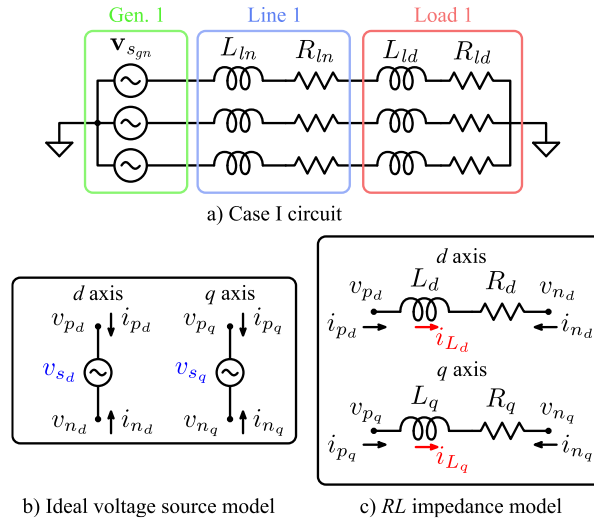 Gen. 1 Line 1 Load 1
v_{s_{gn}} L_{ln} R_{ln} L_{ld} R_{ld}
a) Case I circuit
d axis q axis
v_{p_d} i_{p_d} v_{p_q} i_{p_q}
v_{s_d} v_{s_q}
v_{n_d} i_{n_d} v_{n_q} i_{n_q}
b) Ideal voltage source model
d axis
v_{p_d} L_d R_d v_{n_d}
i_{p_d} i_{L_d} i_{n_d}
q axis
v_{p_q} L_q R_q v_{n_q}
i_{p_q} i_{L_q} i_{n_q}
c) RL impedance model